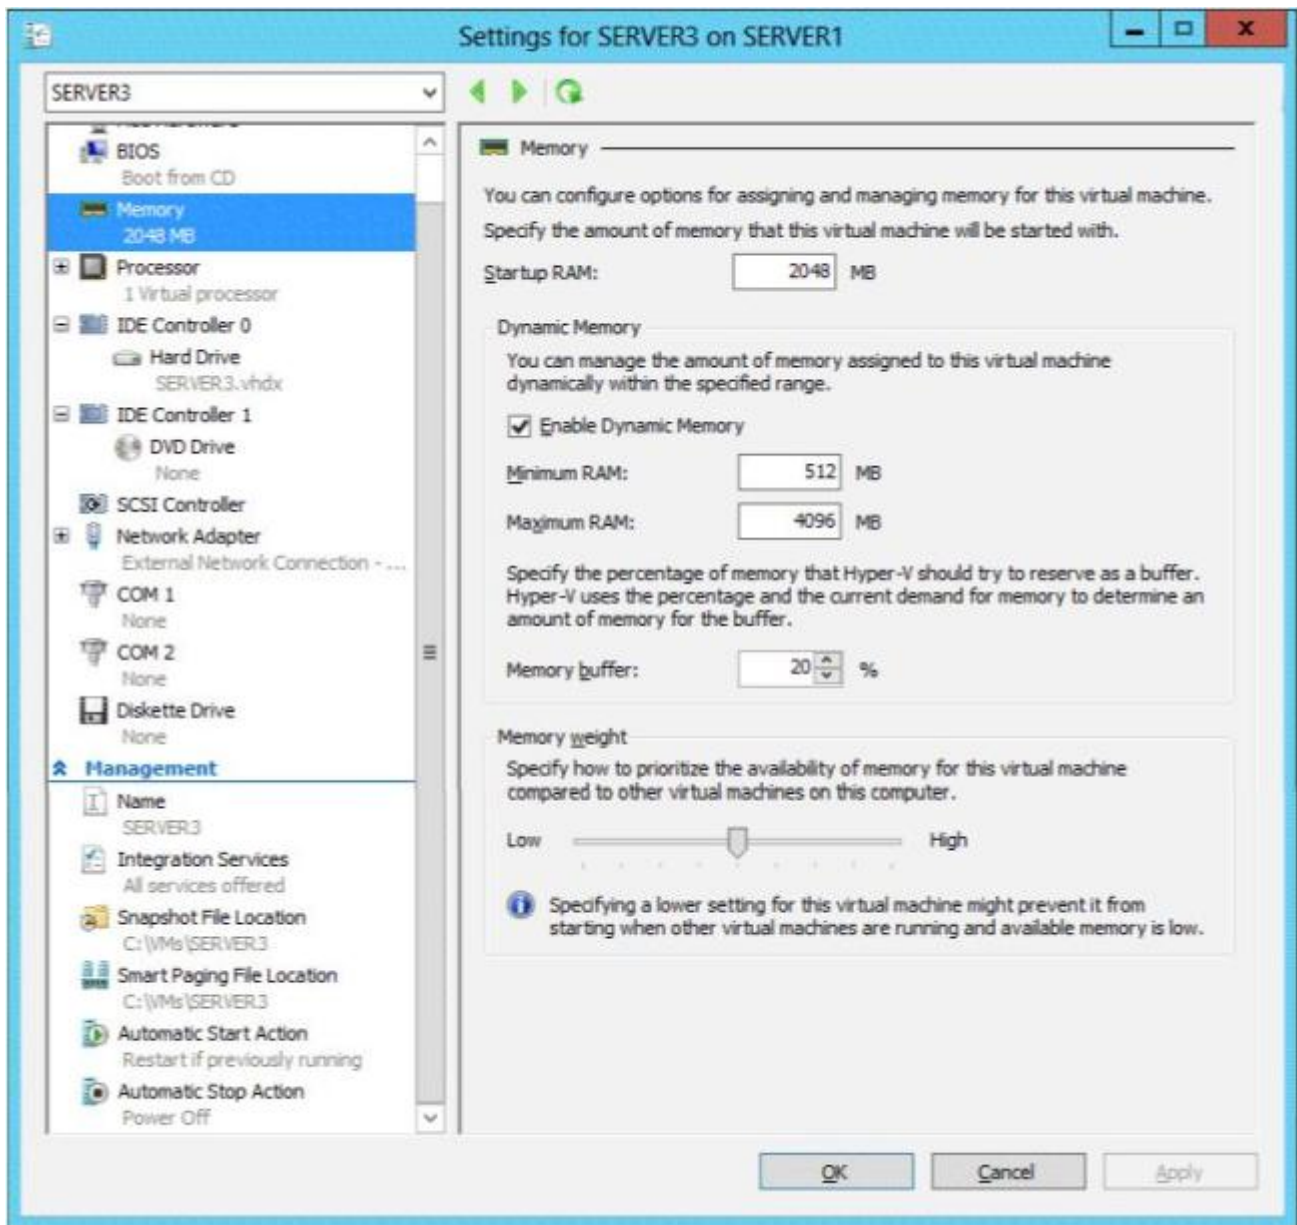 Settings for SERVER3 on SERVER1
SERVER3
BIOS
Boot from CD
Memory
2048 MB
Processor
1 Virtual processor
IDE Controller 0
Hard Drive
SERVER3.vhdx
IDE Controller 1
DVD Drive
None
SCSI Controller
Network Adapter
External Network Connection - ...
COM 1
None
COM 2
None
Diskette Drive
None
Management
Name
SERVER3
Integration Services
All services offered
Snapshot File Location
C:\VMs\SERVER3
Smart Paging File Location
C:\VMs\SERVER3
Automatic Start Action
Restart if previously running
Automatic Stop Action
Power Off
Memory
You can configure options for assigning and managing memory for this virtual machine.
Specify the amount of memory that this virtual machine will be started with.
Startup RAM: 2048 MB
Dynamic Memory
You can manage the amount of memory assigned to this virtual machine
dynamically within the specified range.
Enable Dynamic Memory
Minimum RAM: 512 MB
Maximum RAM: 4096 MB
Specify the percentage of memory that Hyper-V should try to reserve as a buffer.
Hyper-V uses the percentage and the current demand for memory to determine an
amount of memory for the buffer.
Memory buffer: 20 %
Memory weight
Specify how to prioritize the availability of memory for this virtual machine
compared to other virtual machines on this computer.
Low High
Specifying a lower setting for this virtual machine might prevent it from
starting when other virtual machines are running and available memory is low.
OK Cancel Apply